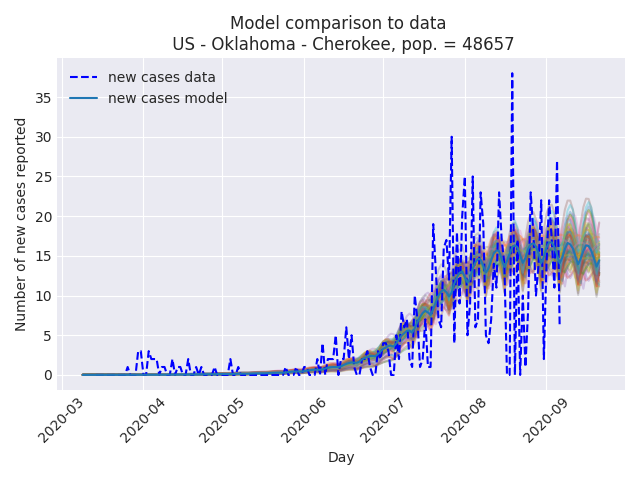 Model comparison to data
US - Oklahoma - Cherokee, pop. = 48657
new cases data
new cases model
Number of new cases reported
35
30
25
20
15
10
5
0
2020-03
2020-04
2020-05
2020-06
2020-07
2020-08
2020-09
Day